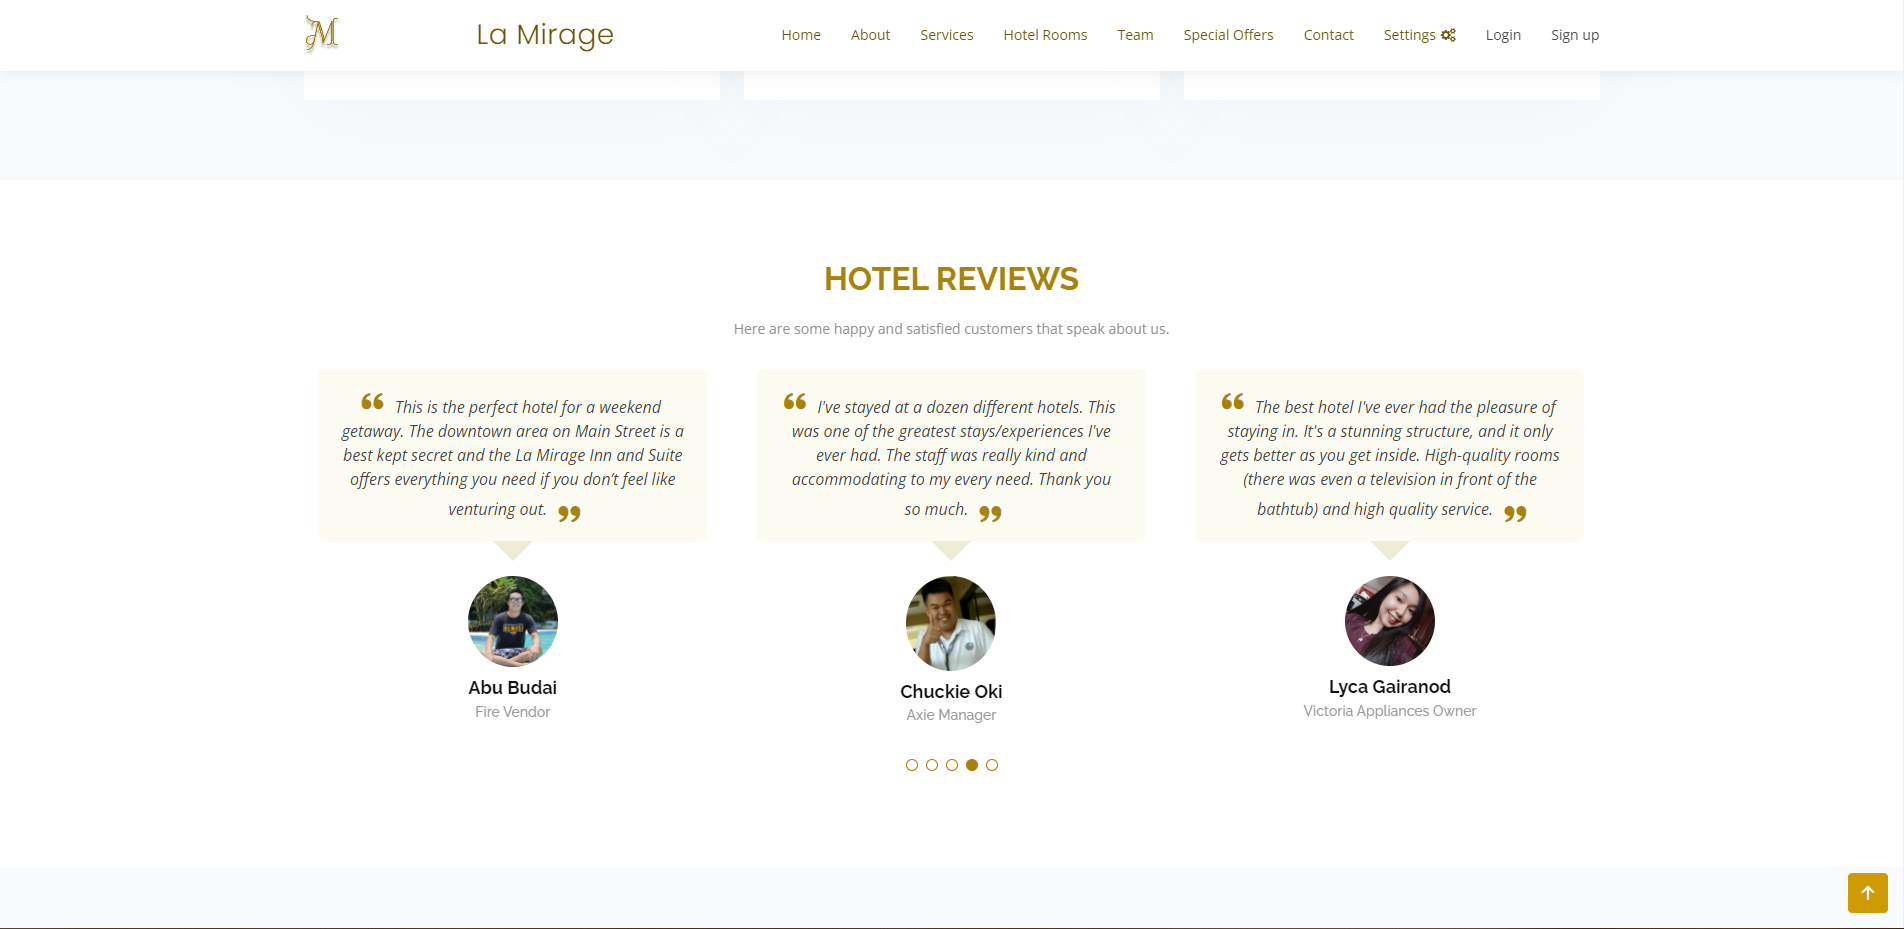 M
La Mirage
Home About Services Hotel Rooms Team Special Offers Contact Settings Login Sign up
HOTEL REVIEWS
Here are some happy and satisfied customers that speak about us.
“ This is the perfect hotel for a weekend
getaway. The downtown area on Main Street is a
best kept secret and the La Mirage Inn and Suite
offers everything you need if you don’t feel like
venturing out. ”
Abu Budai
Fire Vendor
“ I've stayed at a dozen different hotels. This
was one of the greatest stays/experiences I've
ever had. The staff was really kind and
accommodating to my every need. Thank you
so much. ”
Chuckie Oki
Axie Manager
“ The best hotel I've ever had the pleasure of
staying in. It's a stunning structure, and it only
gets better as you get inside. High-quality rooms
(there was even a television in front of the
bathtub) and high quality service. ”
Lyca Gairanod
Victoria Appliances Owner